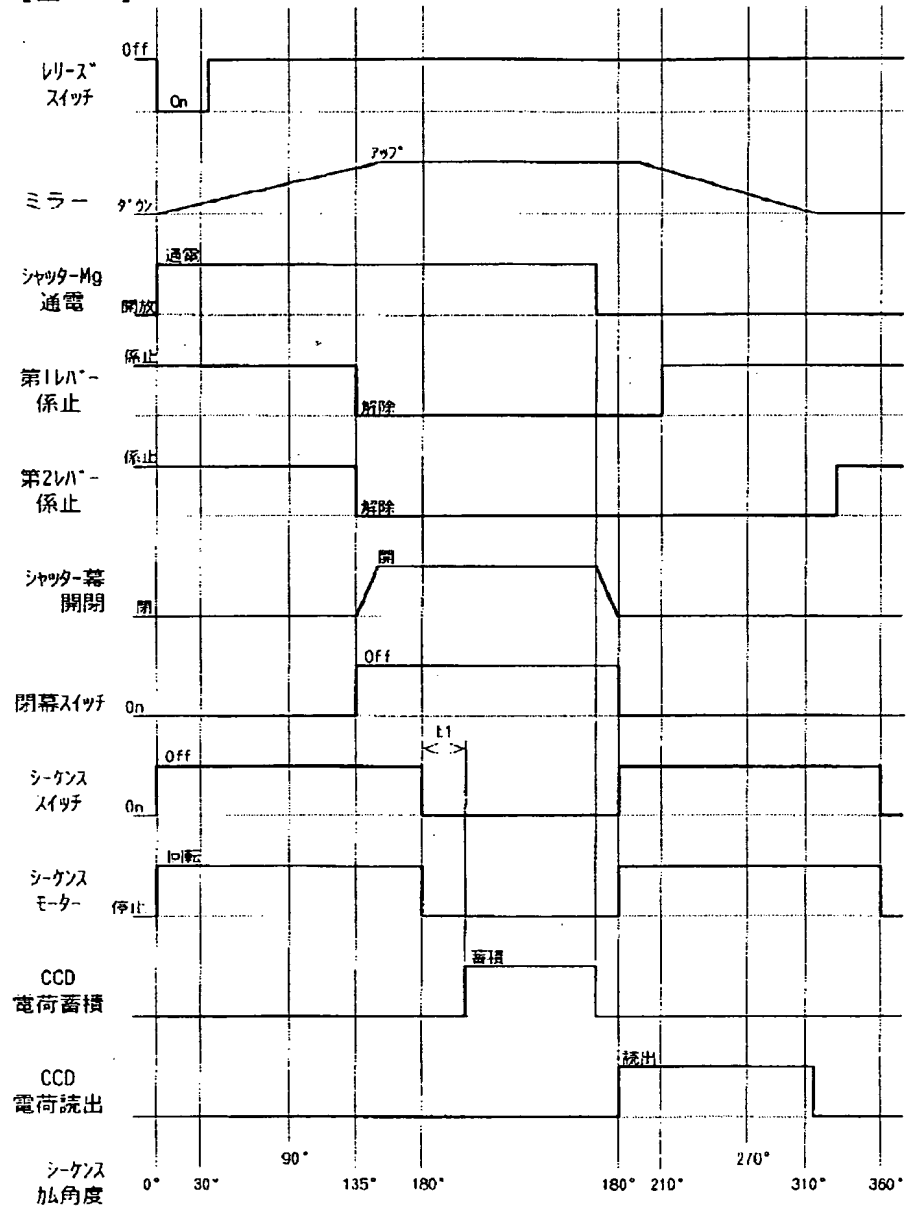 Off
レリーズ
スイッチ
On
アップ
ミラー
ダウン
通電
シャッターMg
通電
開放
係止
第1レバー
係止
解除
係止
第2レバー
係止
解除
開
シャッター幕
開閉
閉
Off
閉幕スイッチ
On
t1
Off
シーケンス
スイッチ
On
回転
シーケンス
モーター
停止
蓄積
CCD
電荷蓄積
読出
CCD
電荷読出
シーケンス
カム角度
0° 30° 90° 135° 180° 180° 210° 270° 310° 360°